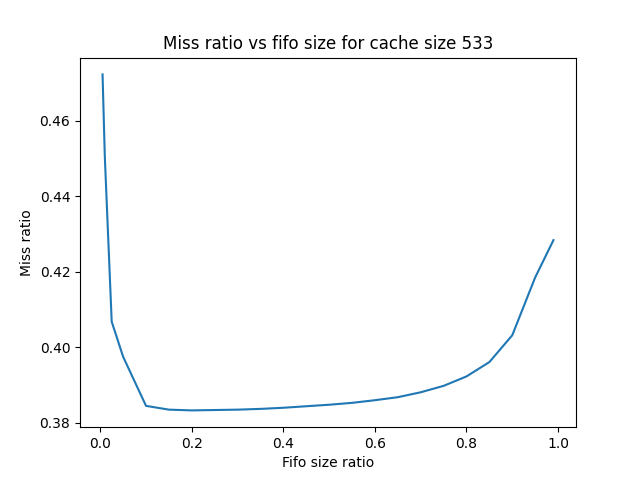 Miss ratio vs fifo size for cache size 533
0.46
0.44
0.42
0.40
0.38
Miss ratio
0.0 0.2 0.4 0.6 0.8 1.0
Fifo size ratio